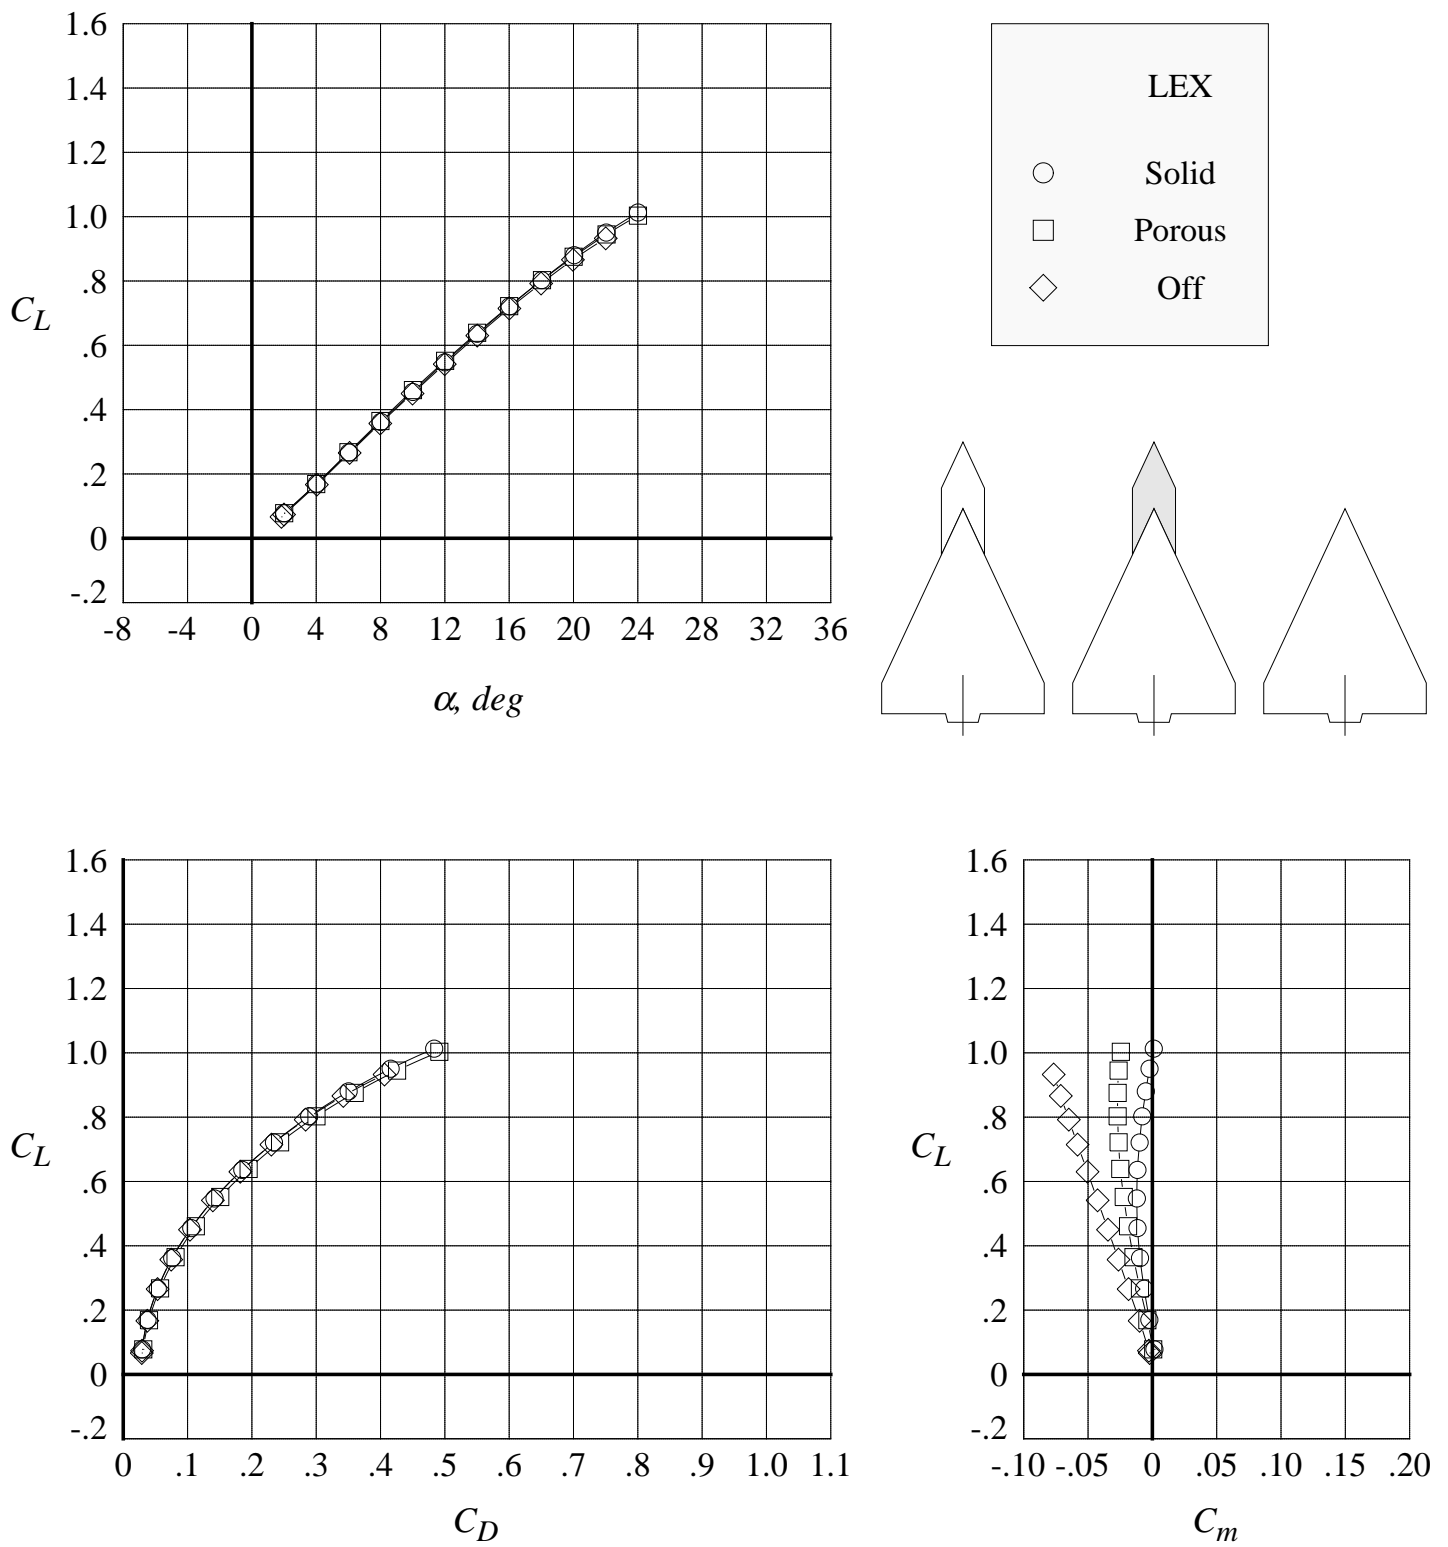 1.6
1.4
1.2
1.0
.8
.6
.4
.2
0
-.2
C_L
-8 -4 0 4 8 12 16 20 24 28 32 36
α, deg
LEX
Solid
Porous
Off
1.6
1.4
1.2
1.0
.8
.6
.4
.2
0
-.2
C_L
0 .1 .2 .3 .4 .5 .6 .7 .8 .9 1.0 1.1
C_D
1.6
1.4
1.2
1.0
.8
.6
.4
.2
0
-.2
C_L
-.10 -.05 0 .05 .10 .15 .20
C_m